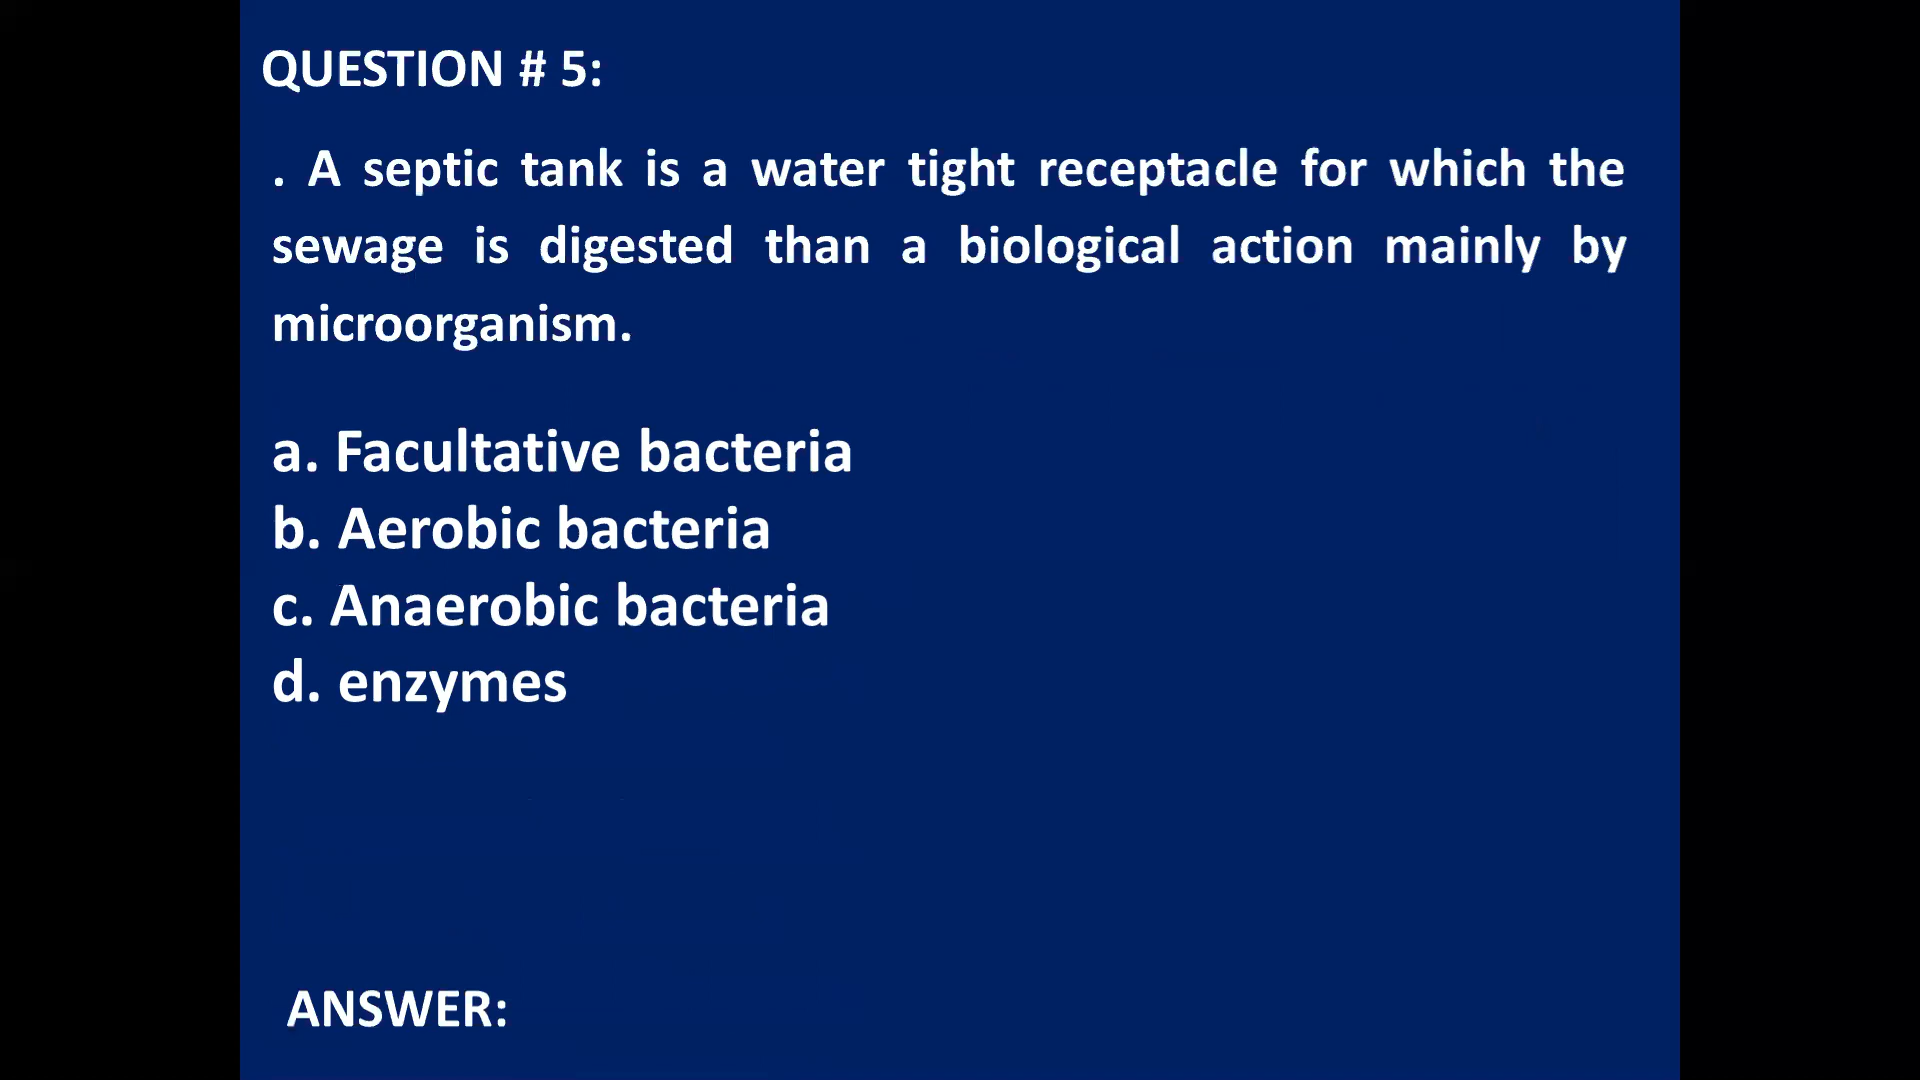 QUESTION # 5:
. A septic tank is a water tight receptacle for which the
sewage is digested than a biological action mainly by
microorganism.
a. Facultative bacteria
b. Aerobic bacteria
c. Anaerobic bacteria
d. enzymes
ANSWER: